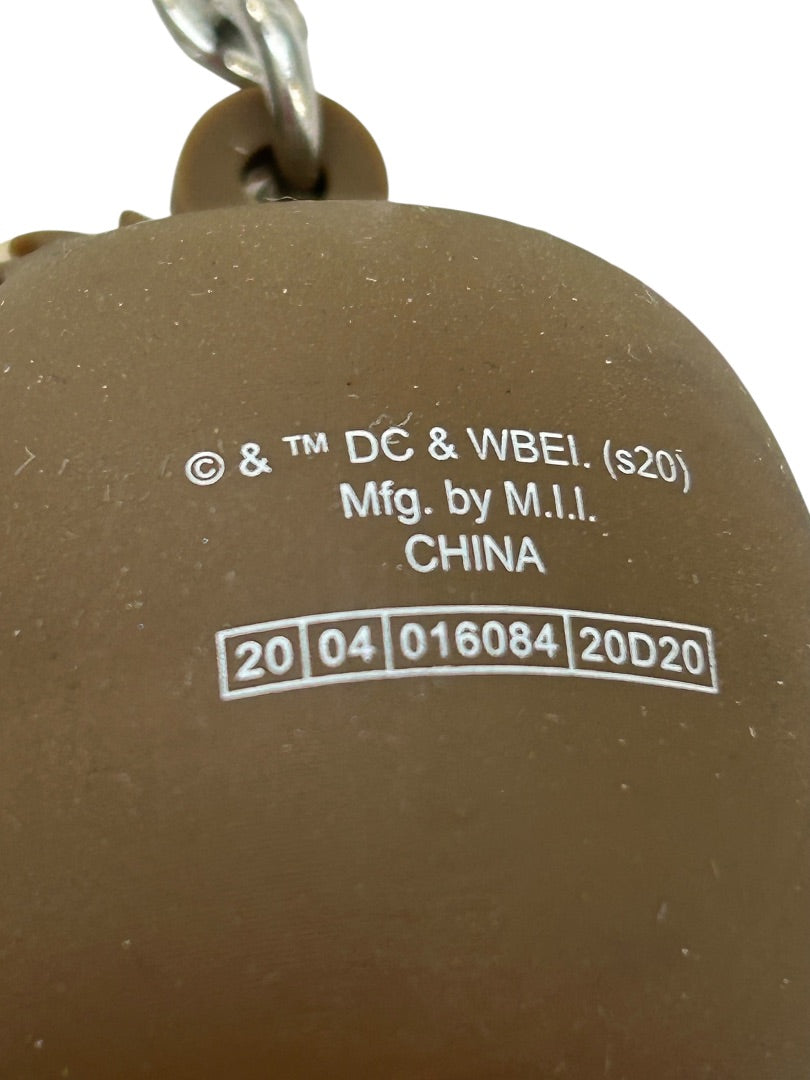 © & ™ DC & WBEI. (s20)
Mfg. by M.I.I.
CHINA
20 04 016084 20D20